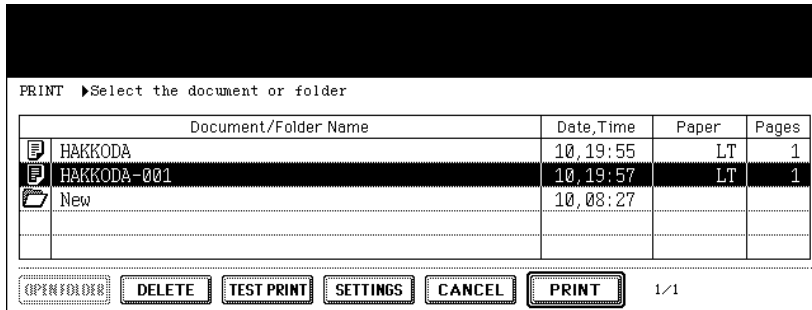 PRINT ▶Select the document or folder
Document/Folder Name Date,Time Paper Pages
HAKKODA 10,19:55 LT 1
HAKKODA-001 10,19:57 LT 1
New 10,08:27
OPEN FOLDER DELETE TEST PRINT SETTINGS CANCEL PRINT 1/1